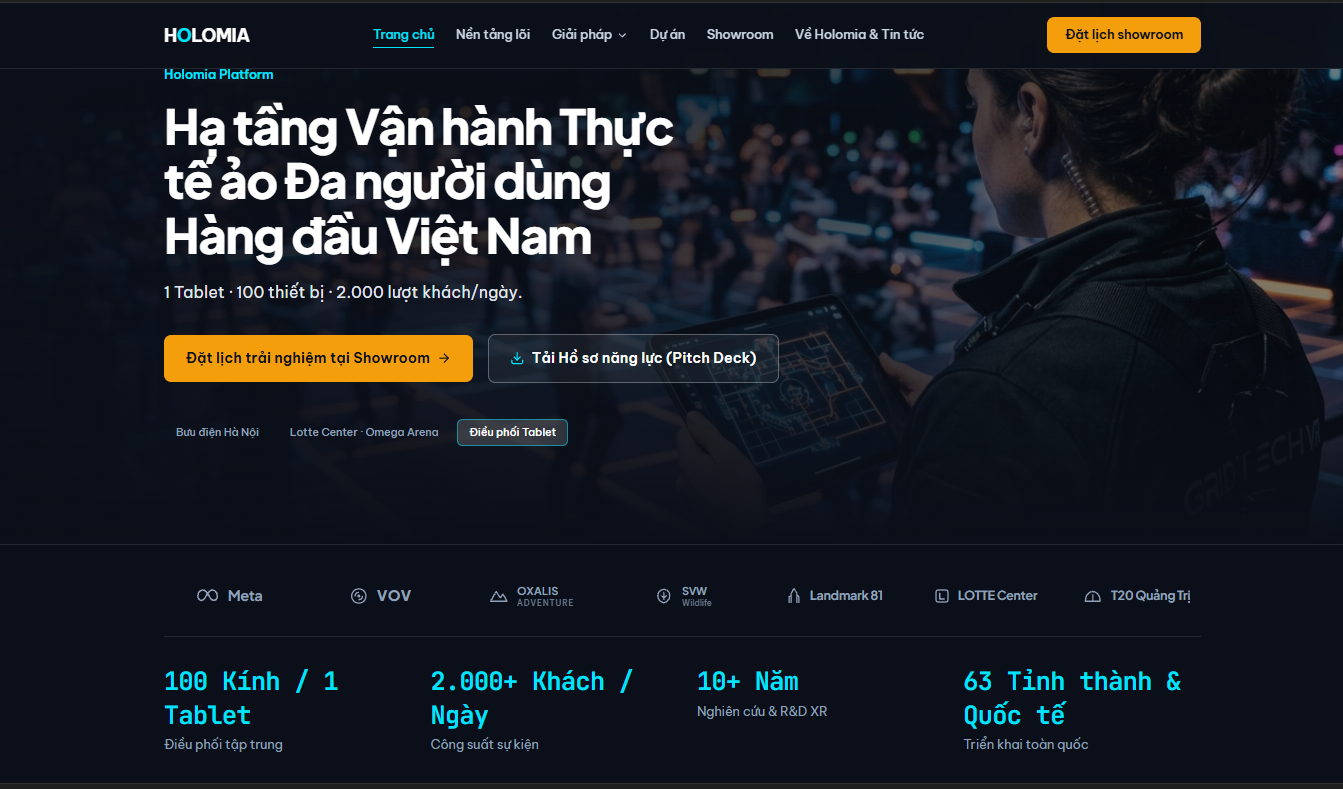 HOLOMIA
Trang chủ
Nền tảng lõi
Giải pháp
Dự án
Showroom
Về Holomia & Tin tức
Đặt lịch showroom
Holomia Platform
Hạ tầng Vận hành Thực
tế ảo Đa người dùng
Hàng đầu Việt Nam
1 Tablet · 100 thiết bị · 2.000 lượt khách/ngày.
Đặt lịch trải nghiệm tại Showroom →
Tải Hồ sơ năng lực (Pitch Deck)
Bưu điện Hà Nội
Lotte Center · Omega Arena
Điều phối Tablet
GRIDTECHVR
Meta
VOV
OXALIS
ADVENTURE
SVW
Wildlife
Landmark 81
L
LOTTE Center
T20 Quảng Trị
100 Kính / 1
Tablet
Điều phối tập trung
2.000+ Khách /
Ngày
Công suất sự kiện
10+ Năm
Nghiên cứu & R&D XR
63 Tỉnh thành &
Quốc tế
Triển khai toàn quốc